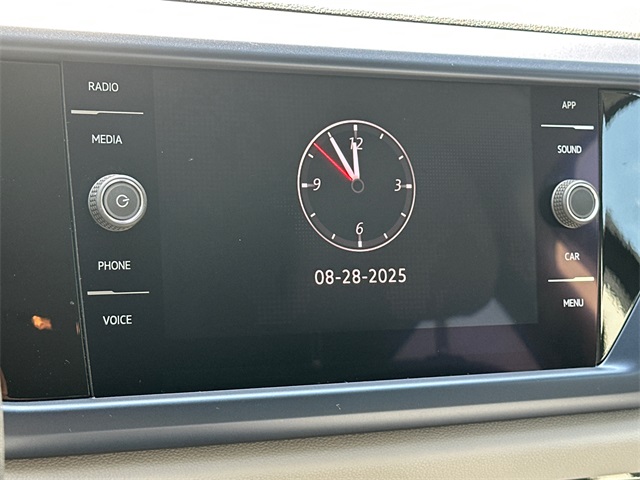 RADIO
MEDIA
PHONE
VOICE
12
9
3
6
08-28-2025
APP
SOUND
CAR
MENU